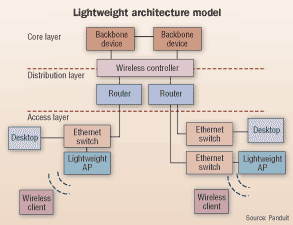 Lightweight architecture model
Core layer
Backbone
device
Backbone
device
Wireless controller
Distribution layer
Router
Router
Access layer
Desktop
Ethernet
switch
Ethernet
switch
Desktop
Lightweight
AP
Ethernet
switch
Lightweight
AP
Wireless
client
Wireless
client
Source: Panduit